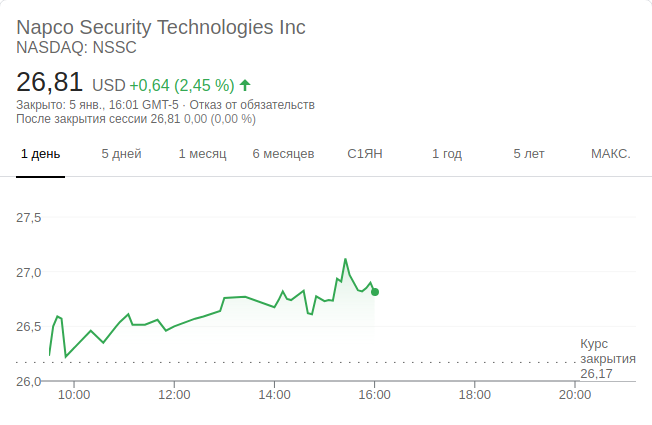 Napco Security Technologies Inc
NASDAQ: NSSC
26,81 USD +0,64 (2,45 %)
Закрыто: 5 янв., 16:01 GMT-5 · Отказ от обязательств
После закрытия сессии 26,81 0,00 (0,00 %)
1 день 5 дней 1 месяц 6 месяцев С1ЯН 1 год 5 лет МАКС.
27,5
27,0
26,5
Курс
закрытия
26,17
26,0
10:00 12:00 14:00 16:00 18:00 20:00